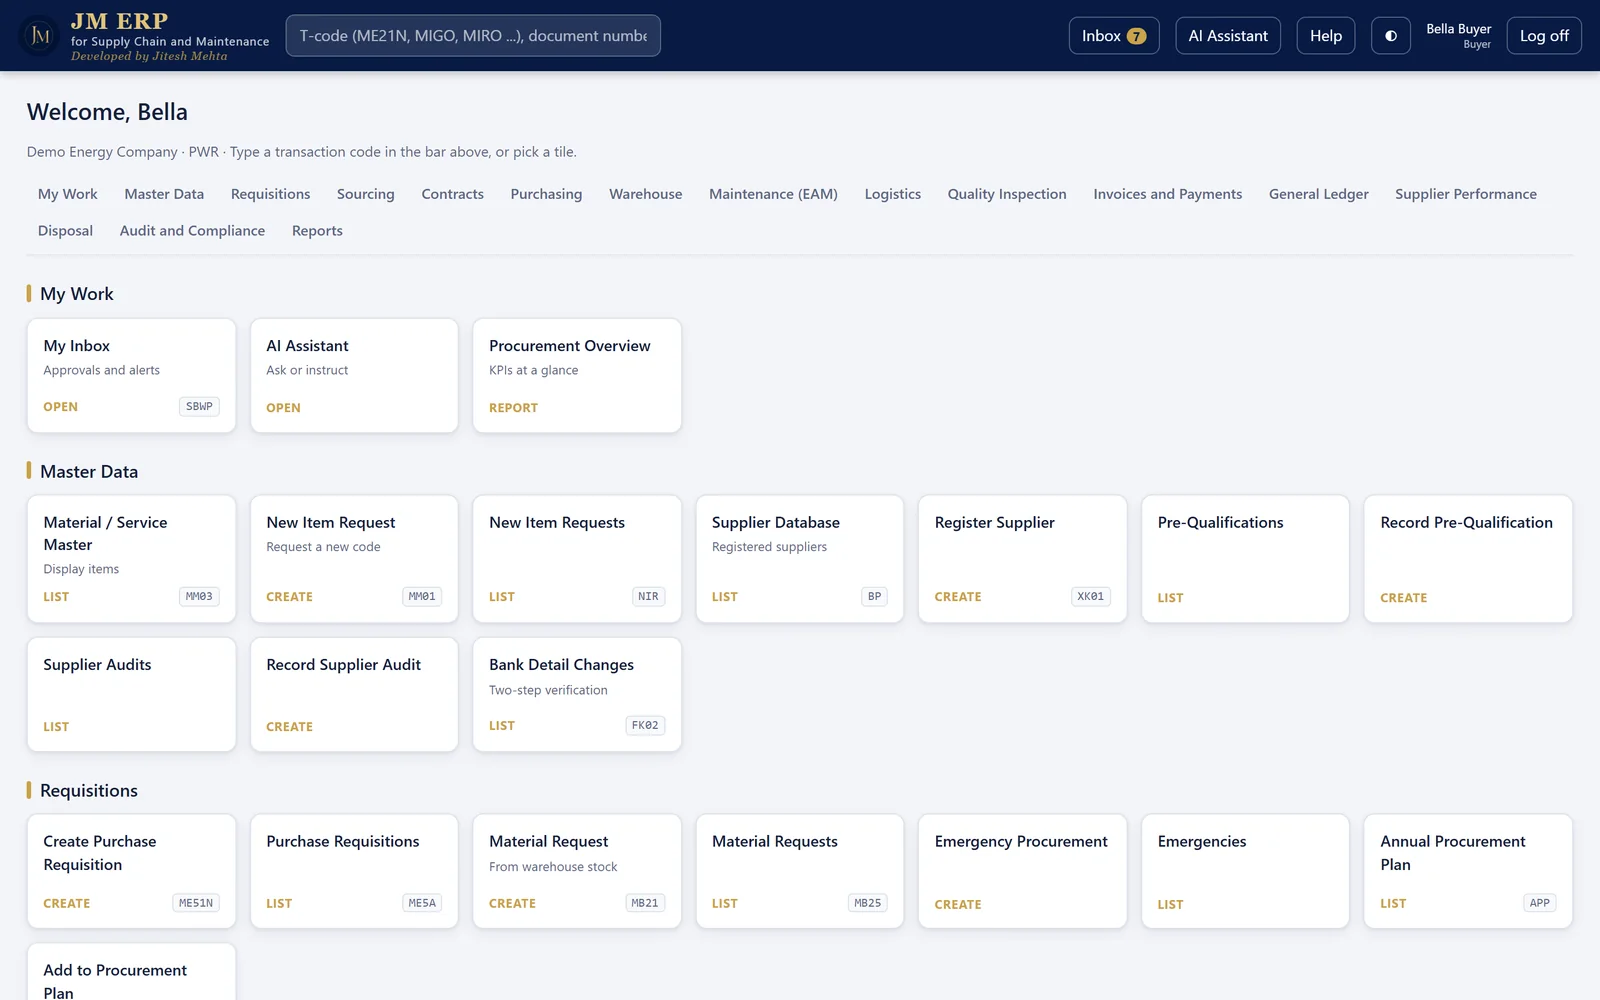 JM
JM ERP
for Supply Chain and Maintenance
Developed by Jitesh Mehta
T-code (ME21N, MIGO, MIRO ...), document numbe
Inbox 7
AI Assistant
Help
Bella Buyer
Buyer
Log off
Welcome, Bella
Demo Energy Company · PWR · Type a transaction code in the bar above, or pick a tile.
My Work Master Data Requisitions Sourcing Contracts Purchasing Warehouse Maintenance (EAM) Logistics Quality Inspection Invoices and Payments General Ledger Supplier Performance
Disposal Audit and Compliance Reports
My Work
My Inbox
Approvals and alerts
OPEN SBWP
AI Assistant
Ask or instruct
OPEN
Procurement Overview
KPIs at a glance
REPORT
Master Data
Material / Service
Master
Display items
LIST MM03
New Item Request
Request a new code
CREATE MM01
New Item Requests
LIST NIR
Supplier Database
Registered suppliers
LIST BP
Register Supplier
CREATE XK01
Pre-Qualifications
LIST
Record Pre-Qualification
CREATE
Supplier Audits
LIST
Record Supplier Audit
CREATE
Bank Detail Changes
Two-step verification
LIST FK02
Requisitions
Create Purchase
Requisition
CREATE ME51N
Purchase Requisitions
LIST ME5A
Material Request
From warehouse stock
CREATE MB21
Material Requests
LIST MB25
Emergency Procurement
CREATE
Emergencies
LIST
Annual Procurement
Plan
LIST APP
Add to Procurement
Plan